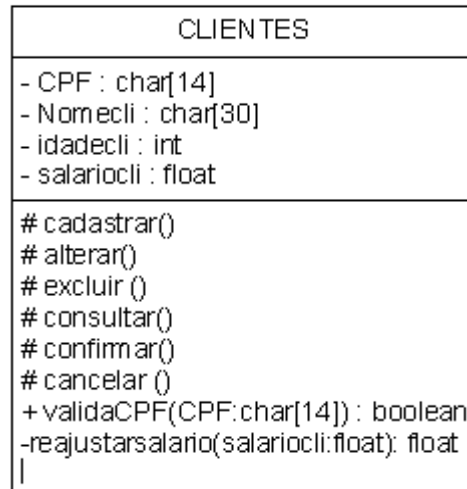 CLIENTES
- CPF : char[14]
- Nomecli : char[30]
- idadecli : int
- salariocli : float
# cadastrar()
# alterar()
# excluir ()
# consultar()
# confirmar()
# cancelar ()
+validaCPF(CPF:char[14]) : boolean
-reajustarsalario(salariocli:float): float